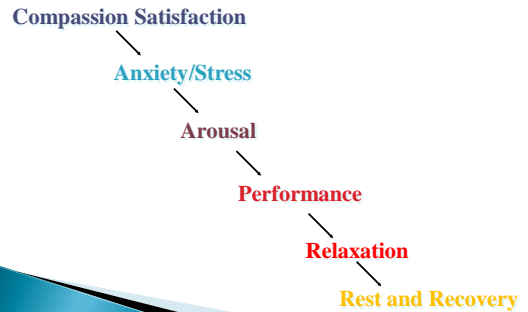 Compassion Satisfaction
Anxiety/Stress
Arousal
Performance
Relaxation
Rest and Recovery